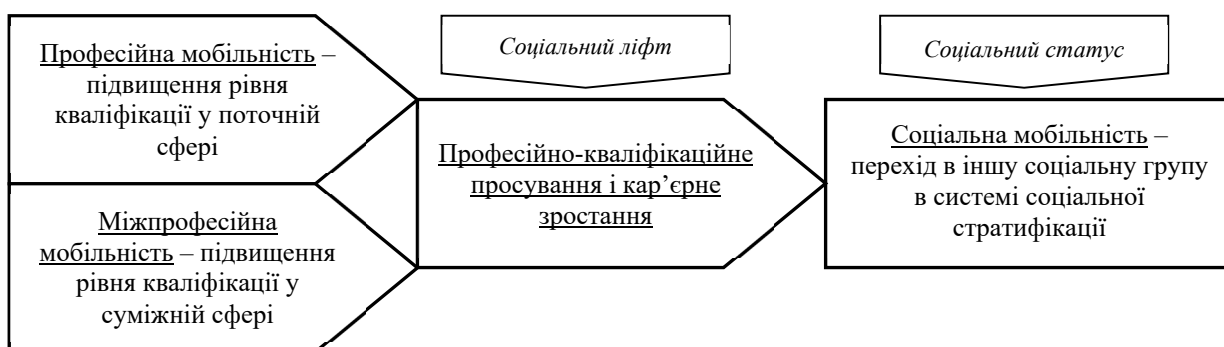 Професійна мобільність –
підвищення рівня
кваліфікації у поточній
сфері
Міжпрофесійна
мобільність – підвищення
рівня кваліфікації у
суміжній сфері
Соціальний ліфт
Професійно-кваліфікаційне
просування і кар’єрне
зростання
Соціальний статус
Соціальна мобільність –
перехід в іншу соціальну групу
в системі соціальної
стратифікації